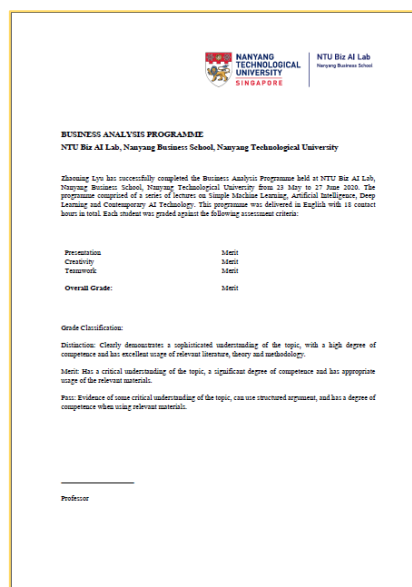 NANYANG
TECHNOLOGICAL
UNIVERSITY
SINGAPORE
NTU Biz AI Lab
Nanyang Business School
BUSINESS ANALYSIS PROGRAMME
NTU Biz AI Lab, Nanyang Business School, Nanyang Technological University
Zhaoning Lyu has successfully completed the Business Analysis Programme held at NTU Biz AI Lab,
Nanyang Business School, Nanyang Technological University from 23 May to 27 June 2020. The
programme comprised of a series of lectures on Simple Machine Learning, Artificial Intelligence, Deep
Learning and Contemporary AI Technology. This programme was delivered in English with 18 contact
hours in total. Each student was graded against the following assessment criteria:
Presentation Merit
Creativity Merit
Teamwork Merit
Overall Grade: Merit
Grade Classification:
Distinction: Clearly demonstrates a sophisticated understanding of the topic, with a high degree of
competence and has excellent usage of relevant literature, theory and methodology.
Merit: Has a critical understanding of the topic, a significant degree of competence and has appropriate
usage of the relevant materials.
Pass: Evidence of some critical understanding of the topic, can use structured argument, and has a degree of
competence when using relevant materials.
Professor